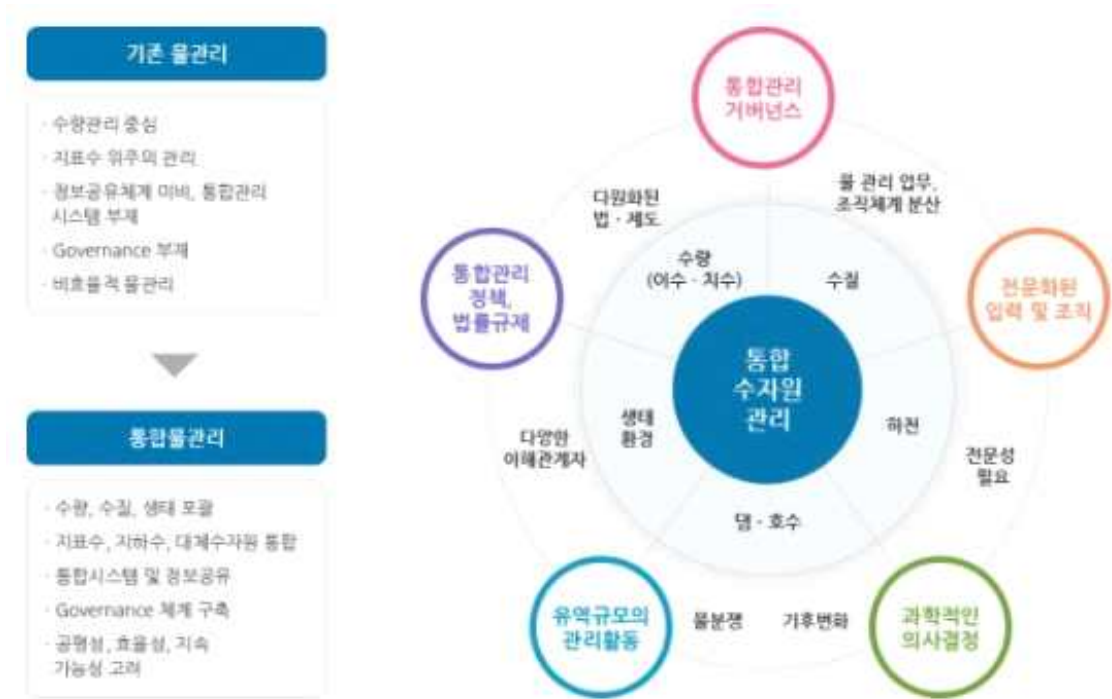 기존 물관리
· 수량관리 중심
· 지표수 위주의 관리
· 정보공유체계 미비, 통합관리
시스템 부재
· Governance 부재
· 비효율적 물관리
통합물관리
· 수량, 수질, 생태 포괄
· 지표수, 지하수, 대체수자원 통합
· 통합시스템 및 정보공유
· Governance 체계 구축
· 공평성, 효율성, 지속
가능성 고려
통합관리
거버넌스
다원화된
법 · 제도
물 관리 업무,
조직체계 분산
통합관리
정책,
법률규제
수량
(이수 · 치수)
수질
전문화된
인력 및 조직
통합
수자원
관리
생태
환경
하천
다양한
이해관계자
전문성
필요
댐 · 호수
유역규모의
관리활동
물분쟁
기후변화
과학적인
의사결정